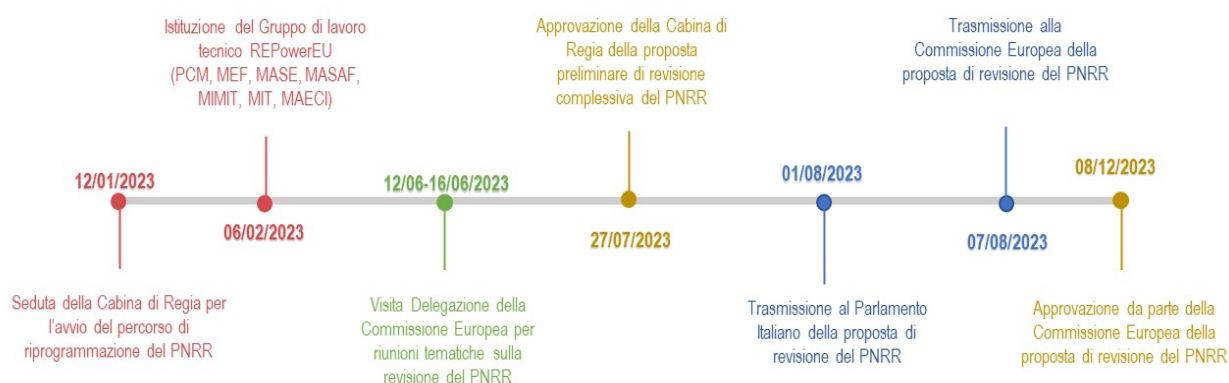 12/01/2023
Seduta della Cabina di Regia per
l'avvio del percorso di
riprogrammazione del PNRR
Istituzione del Gruppo di lavoro
tecnico REPowerEU
(PCM, MEF, MASE, MASAF,
MIMIT, MIT, MAECI)
06/02/2023
12/06-16/06/2023
Visita Delegazione della
Commissione Europea per
riunioni tematiche sulla
revisione del PNRR
Approvazione della Cabina di
Regia della proposta
preliminare di revisione
complessiva del PNRR
27/07/2023
01/08/2023
Trasmissione al Parlamento
Italiano della proposta di
revisione del PNRR
Trasmissione alla
Commissione Europea della
proposta di revisione del PNRR
07/08/2023
08/12/2023
Approvazione da parte della
Commissione Europea della
proposta di revisione del PNRR